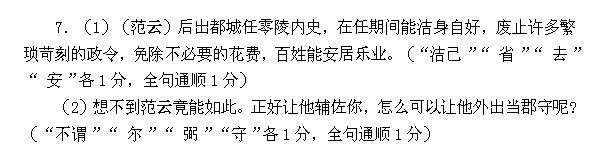 7．（1）（范云）后出都城任零陵内史，在任期间能洁身自好，废止许多繁
琐苛刻的政令，免除不必要的花费，百姓能安居乐业。（“洁己 ”“ 省 ”“ 去 ”
“ 安 ”各1分，全句通顺1分）
（2）想不到范云竟能如此。正好让他辅佐你，怎么可以让他外出当郡守呢?
（“不谓 ”“ 尔 ”“ 弼 ”“守 ”各1分，全句通顺1分）